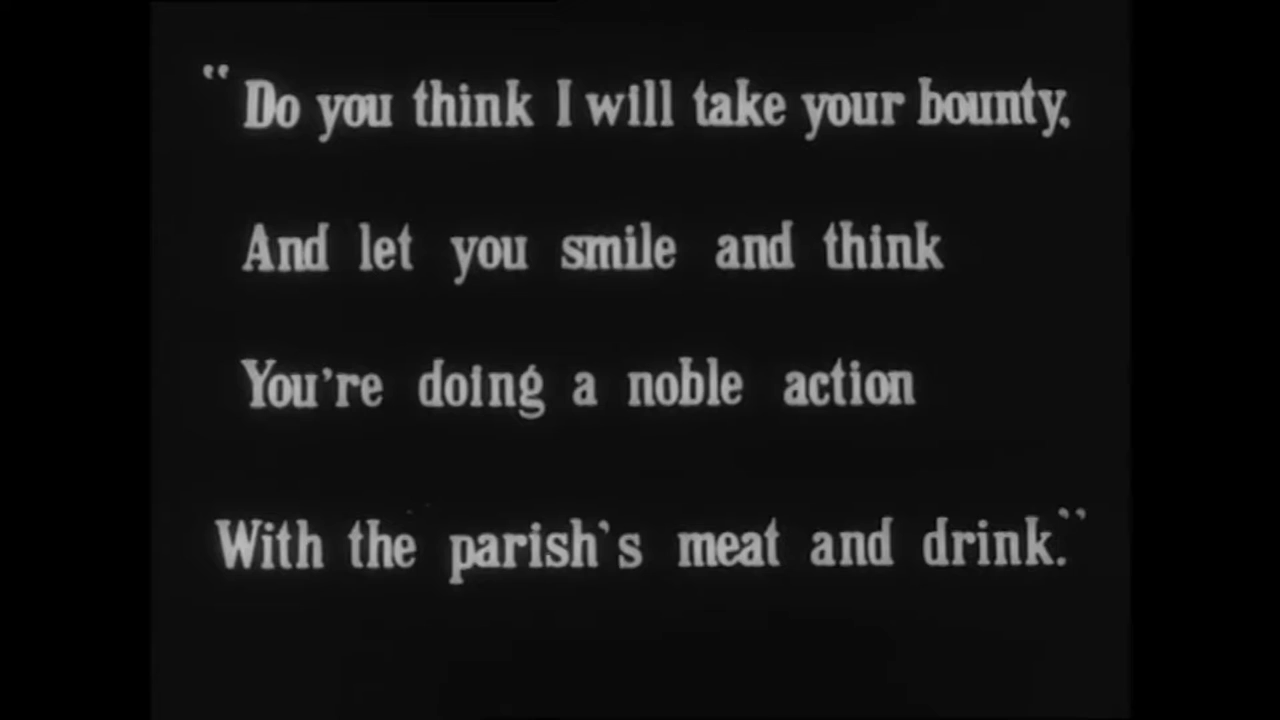 "Do you think I will take your bounty,
And let you smile and think
You're doing a noble action
With the parish's meat and drink."